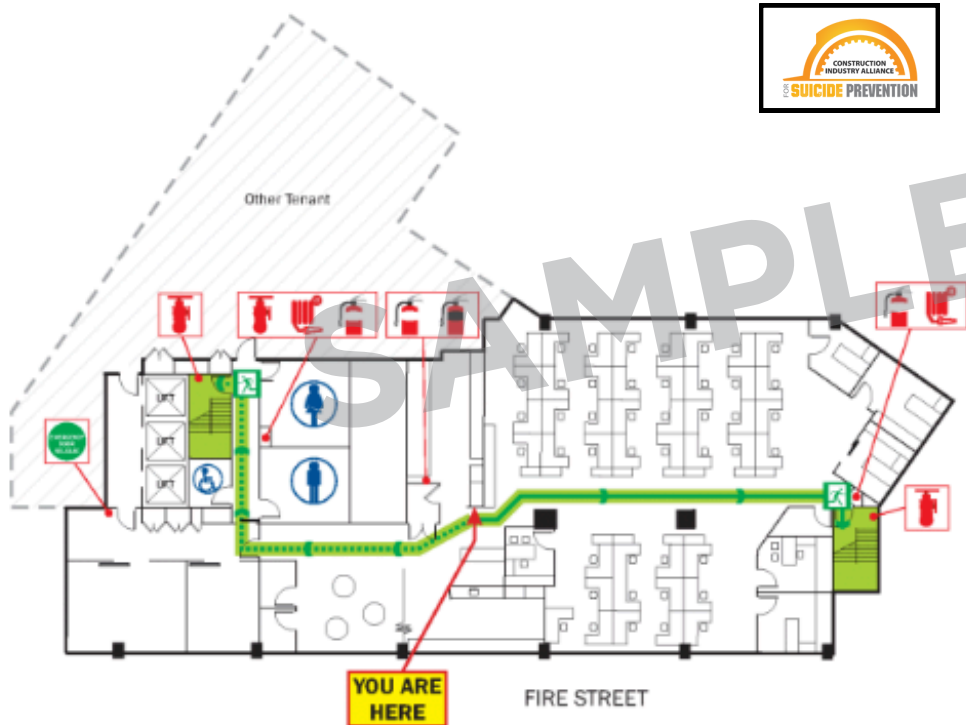 CONSTRUCTION
INDUSTRY ALLIANCE
FOR SUICIDE PREVENTION
Other Tenant
SAMPLE
LIFT
LIFT
LIFT
YOU ARE
HERE
FIRE STREET